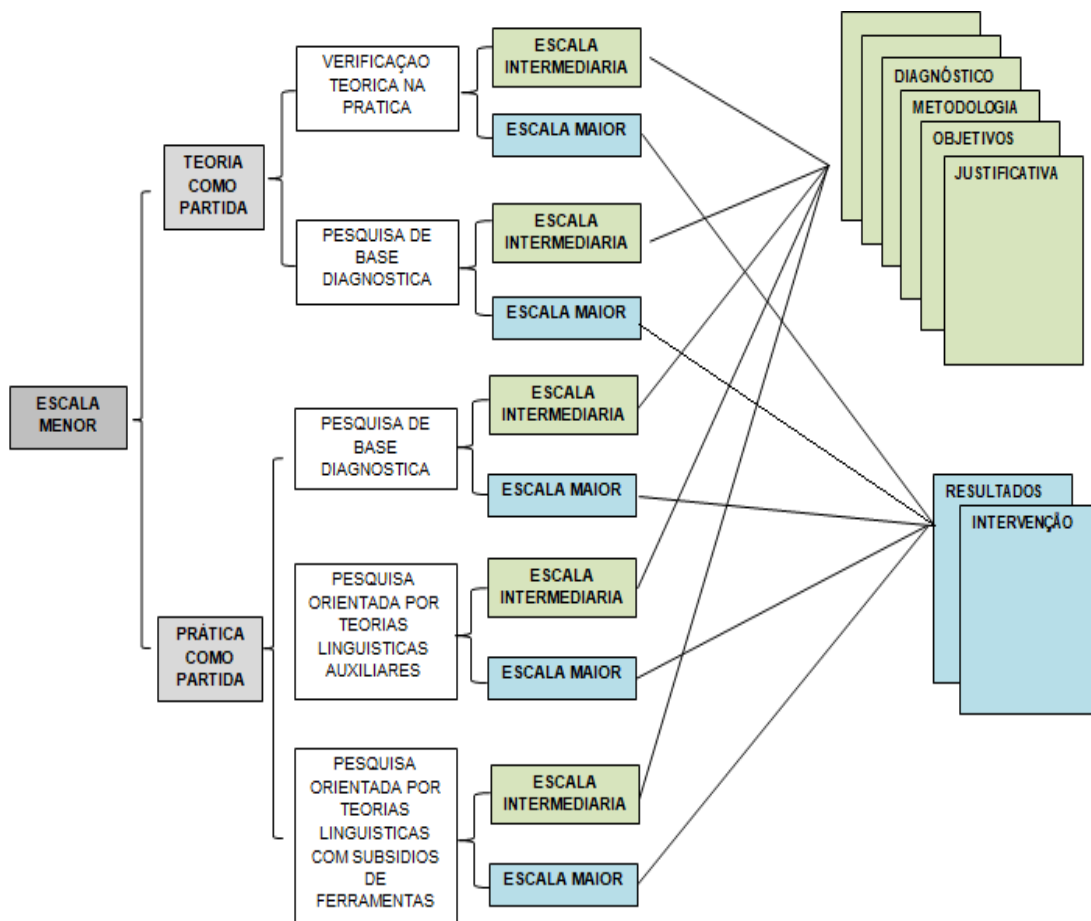 ESCALA
MENOR
TEORIA
COMO
PARTIDA
VERIFICAÇAO
TEORICA NA
PRATICA
ESCALA
INTERMEDIARIA
ESCALA MAIOR
PESQUISA DE
BASE
DIAGNOSTICA
ESCALA
INTERMEDIARIA
ESCALA MAIOR
PRÁTICA
COMO
PARTIDA
PESQUISA DE
BASE
DIAGNOSTICA
ESCALA
INTERMEDIARIA
ESCALA MAIOR
PESQUISA
ORIENTADA POR
TEORIAS
LINGUISTICAS
AUXILIARES
ESCALA
INTERMEDIARIA
ESCALA MAIOR
PESQUISA
ORIENTADA POR
TEORIAS
LINGUISTICAS
COM SUBSIDIOS
DE
FERRAMENTAS
ESCALA
INTERMEDIARIA
ESCALA MAIOR
DIAGNÓSTICO
METODOLOGIA
OBJETIVOS
JUSTIFICATIVA
RESULTADOS
INTERVENÇÃO